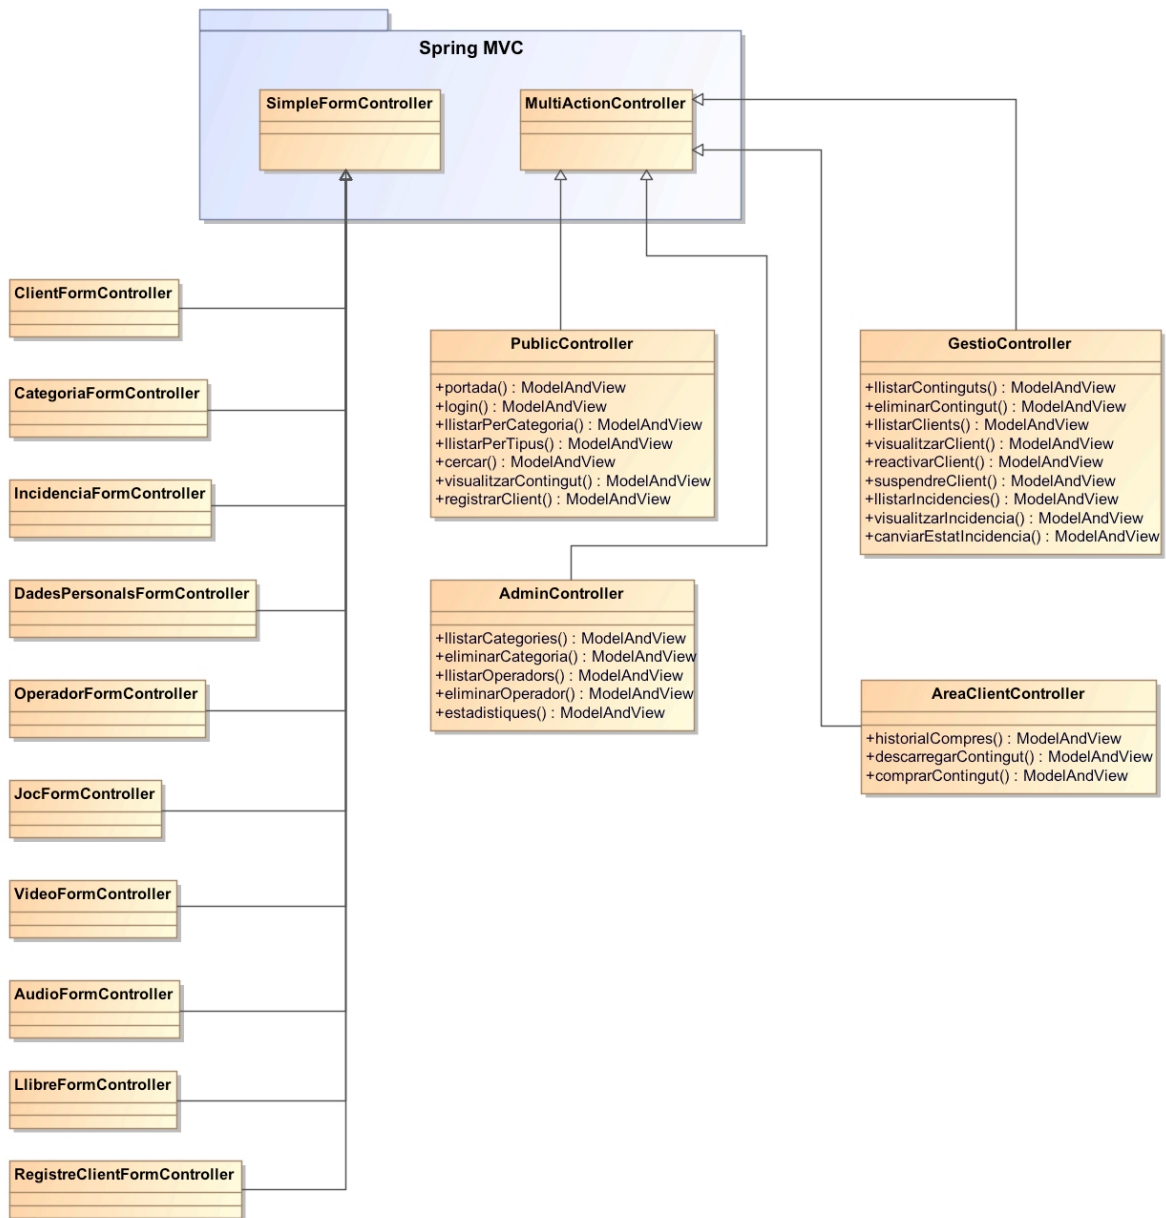 Spring MVC
SimpleFormController
MultiActionController
ClientFormController
CategoriaFormController
IncidenciaFormController
DadesPersonalsFormController
OperadorFormController
JocFormController
VideoFormController
AudioFormController
LlibreFormController
RegistreClientFormController
PublicController
+portada() : ModelAndView
+login() : ModelAndView
+llistarPerCategoria() : ModelAndView
+llistarPerTipus() : ModelAndView
+cercar() : ModelAndView
+visualitzarContingut() : ModelAndView
+registrarClient() : ModelAndView
AdminController
+llistarCategories() : ModelAndView
+eliminarCategoria() : ModelAndView
+llistarOperadors() : ModelAndView
+eliminarOperador() : ModelAndView
+estadistiques() : ModelAndView
GestioController
+llistarContinguts() : ModelAndView
+eliminarContingut() : ModelAndView
+llistarClients() : ModelAndView
+visualitzarClient() : ModelAndView
+reactivarClient() : ModelAndView
+suspendreClient() : ModelAndView
+llistarIncidencies() : ModelAndView
+visualitzarIncidencia() : ModelAndView
+canviarEstatIncidencia() : ModelAndView
AreaClientController
+historialCompres() : ModelAndView
+descarregarContingut() : ModelAndView
+comprarContingut() : ModelAndView